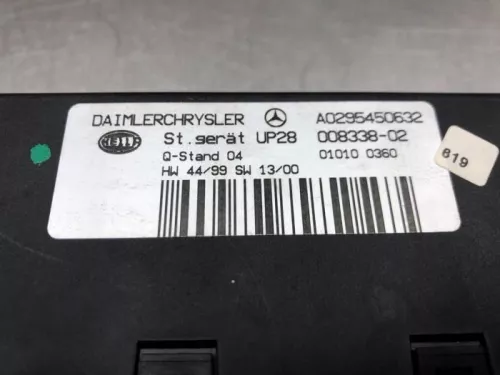 DAIMLERCHRYSLER A0295450632
HELLA St.gerät UP28 008338-02
Q-Stand 04 01010 0360
HW 44/99 SW 13/00
619